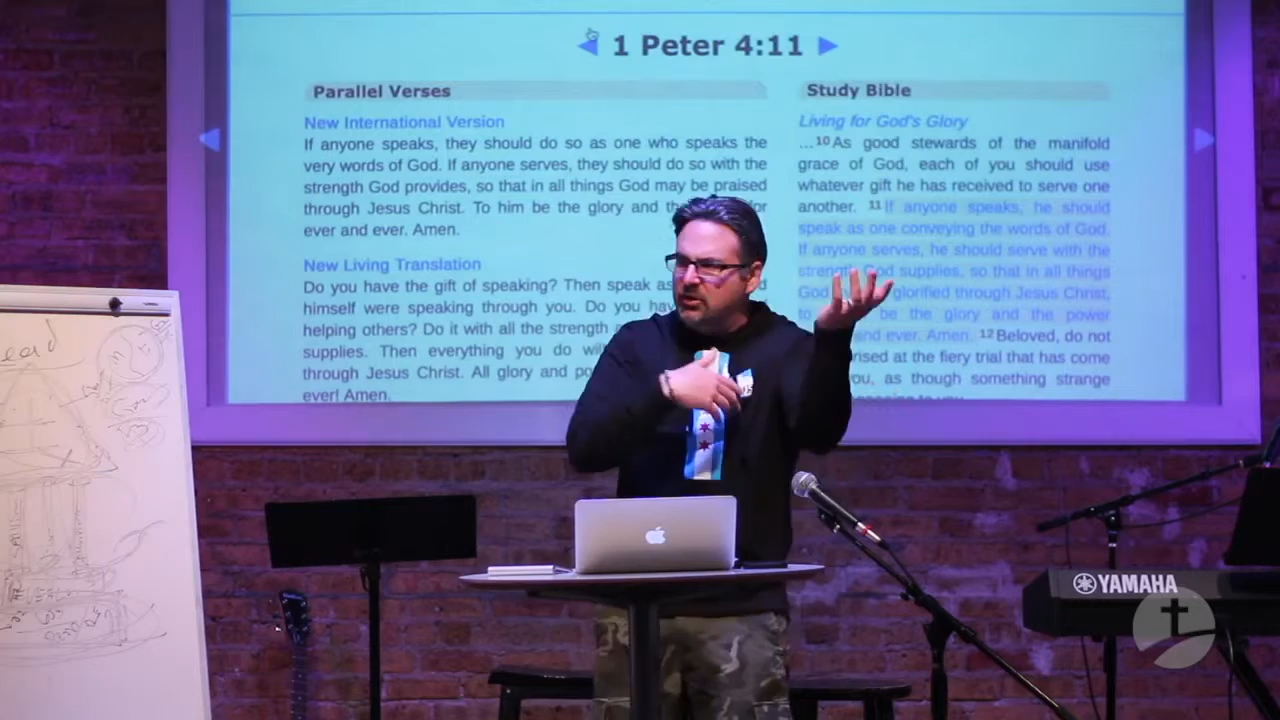 1 Peter 4:11
Parallel Verses
New International Version
If anyone speaks, they should do so as one who speaks the
very words of God. If anyone serves, they should do so with the
strength God provides, so that in all things God may be praised
through Jesus Christ. To him be the glory and
ever and ever. Amen.
New Living Translation
Do you have the gift of speaking? Then speak as
himself were speaking through you. Do you
helping others? Do it with all the strength
supplies. Then everything you do
through Jesus Christ. All glory and
ever! Amen.
Study Bible
Living for God's Glory
...10 As good stewards of the manifold
grace of God, each of you should use
whatever gift he has received to serve one
another. 11 If anyone speaks, he should
speak as one conveying the words of God.
If anyone serves, he should serve with the
strength God supplies, so that in all things
God glorified through Jesus Christ,
to be the glory and the power
and ever. Amen. 12 Beloved, do not
at the fiery trial that has come
you, as though something strange
YAMAHA